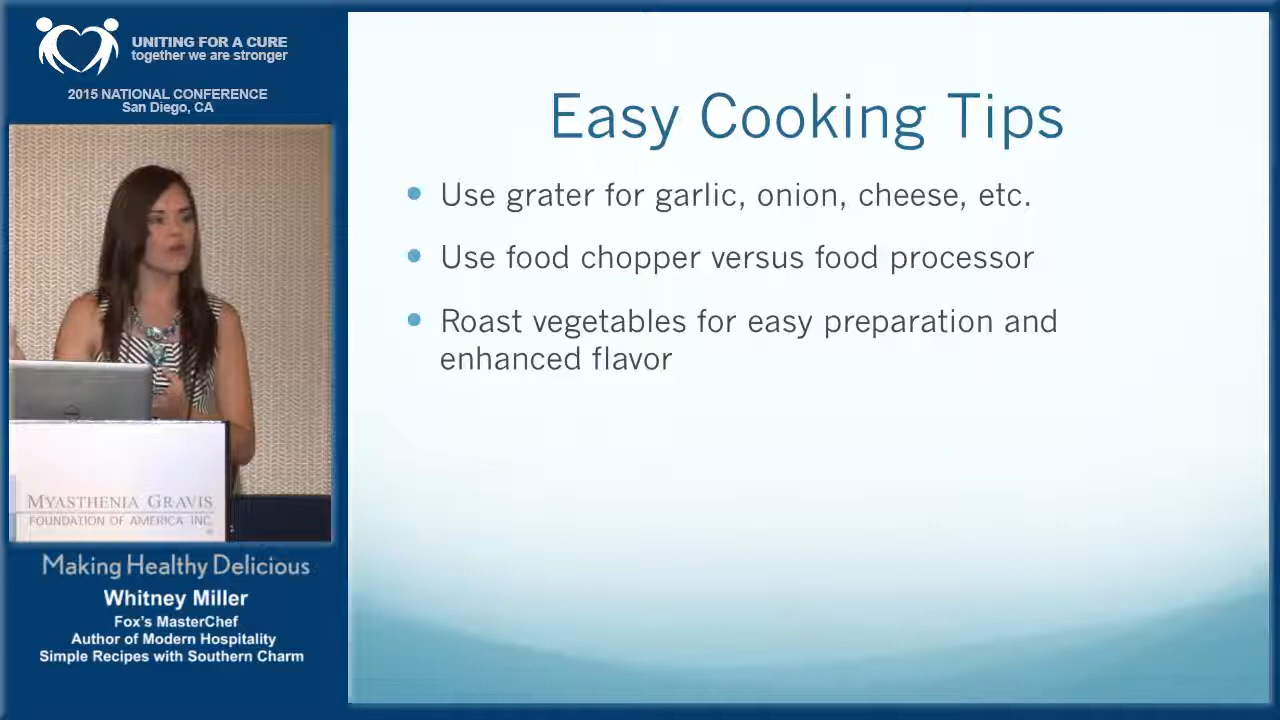 UNITING FOR A CURE
together we are stronger
2015 NATIONAL CONFERENCE
San Diego, CA
MYASTHENIA GRAVIS
FOUNDATION OF AMERICA INC.
Making Healthy Delicious
Whitney Miller
Fox's MasterChef
Author of Modern Hospitality
Simple Recipes with Southern Charm
Easy Cooking Tips
Use grater for garlic, onion, cheese, etc.
Use food chopper versus food processor
Roast vegetables for easy preparation and
enhanced flavor